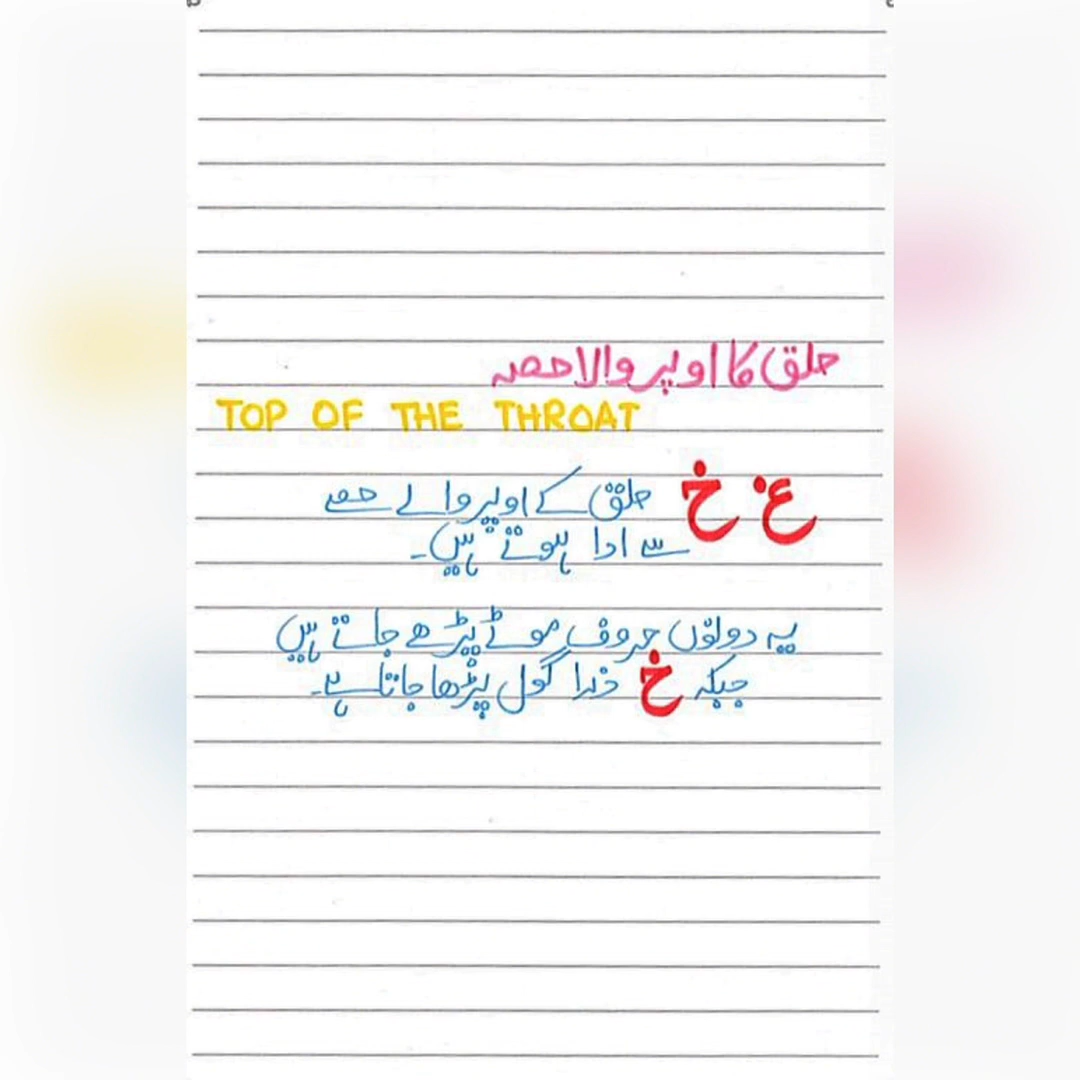 حلق کا اوپر والا حصہ
TOP OF THE THROAT
غ خ حلق کے اوپر والے حصے
سے ادا ہوتے ہیں۔
یہ دونوں حروف موٹے پڑھے جاتے ہیں
جبکہ خ ذرا گول پڑھا جاتا ہے۔